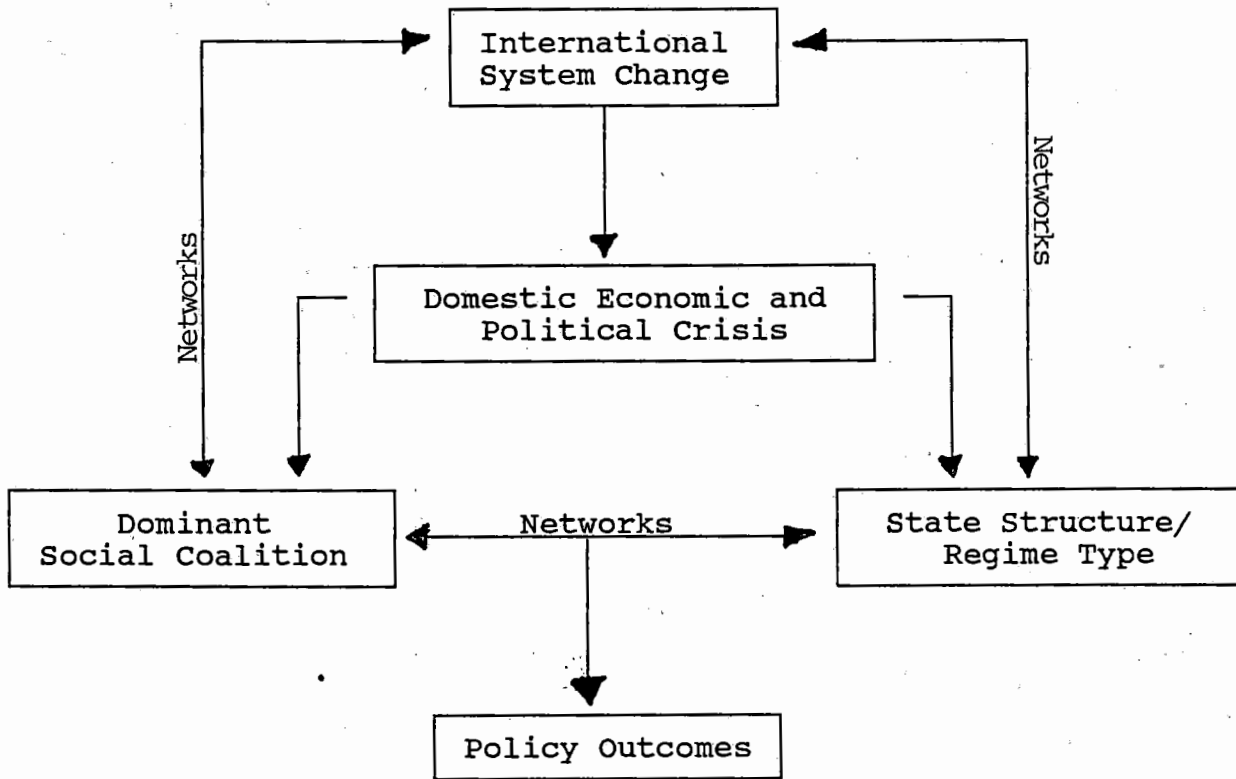 International
System Change
Networks
Networks
Domestic Economic and
Political Crisis
Dominant
Social Coalition
Networks
State Structure/
Regime Type
Policy Outcomes